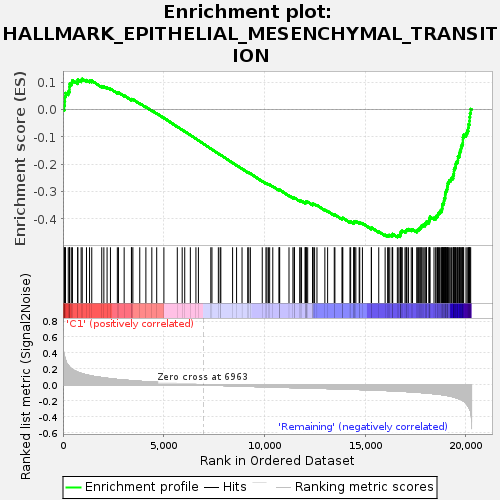 Enrichment plot:
HALLMARK_EPITHELIAL_MESENCHYMAL_TRANSIT
ION
Enrichment score (ES)
0.1
0.0
-0.1
-0.2
-0.3
-0.4
'C1' (positively correlated)
Ranked list metric (Signal2Noise)
0.8
0.6
0.4
0.2
0.0
-0.2
-0.4
-0.6
Zero cross at 6963
'Remaining' (negatively correlated)
0
5,000
10,000
15,000
20,000
Rank in Ordered Dataset
Enrichment profile
Hits
Ranking metric scores